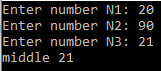 Enter number N1: 20
Enter number N2: 90
Enter number N3: 21
middle 21